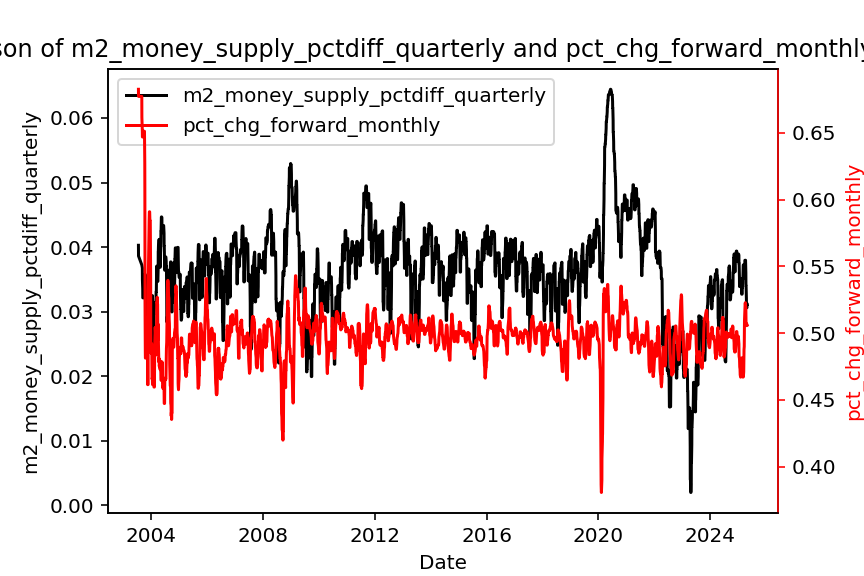 son of m2_money_supply_pctdiff_quarterly and pct_chg_forward_monthly
m2_money_supply_pctdiff_quarterly
pct_chg_forward_monthly
0.06
0.05
0.04
0.03
0.02
0.01
0.00
m2_money_supply_pctdiff_quarterly
0.65
0.60
0.55
0.50
0.45
0.40
pct_chg_forward_monthly
2004 2008 2012 2016 2020 2024
Date